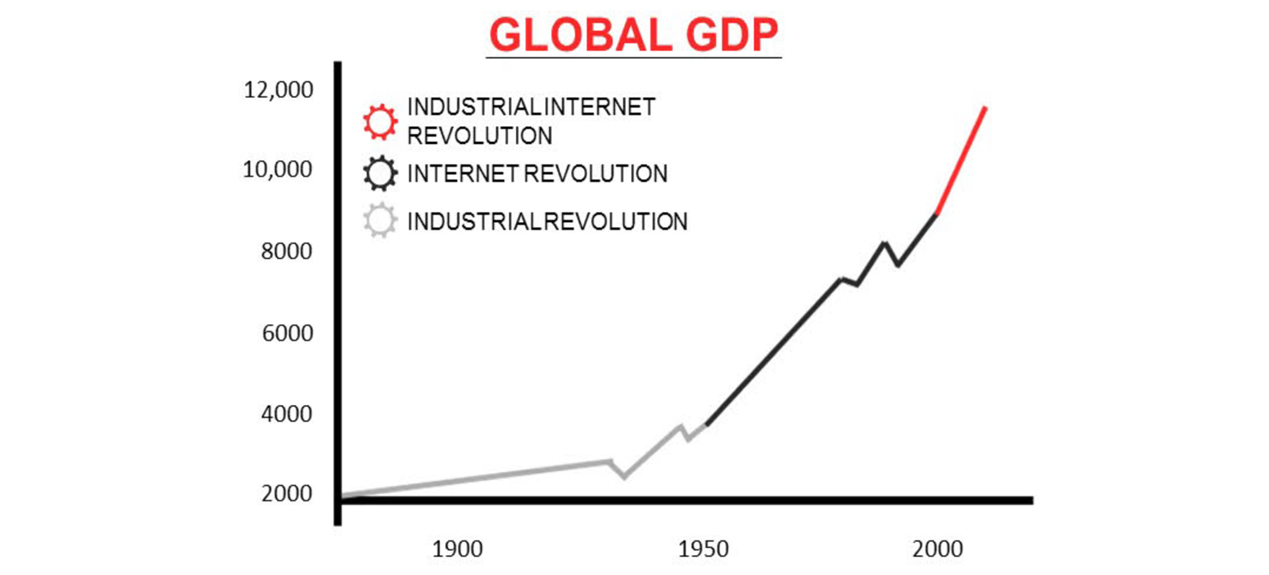 GLOBAL GDP
12,000
10,000
8000
6000
4000
2000
INDUSTRIALINTERNET
REVOLUTION
INTERNET REVOLUTION
INDUSTRIALREVOLUTION
1900
1950
2000